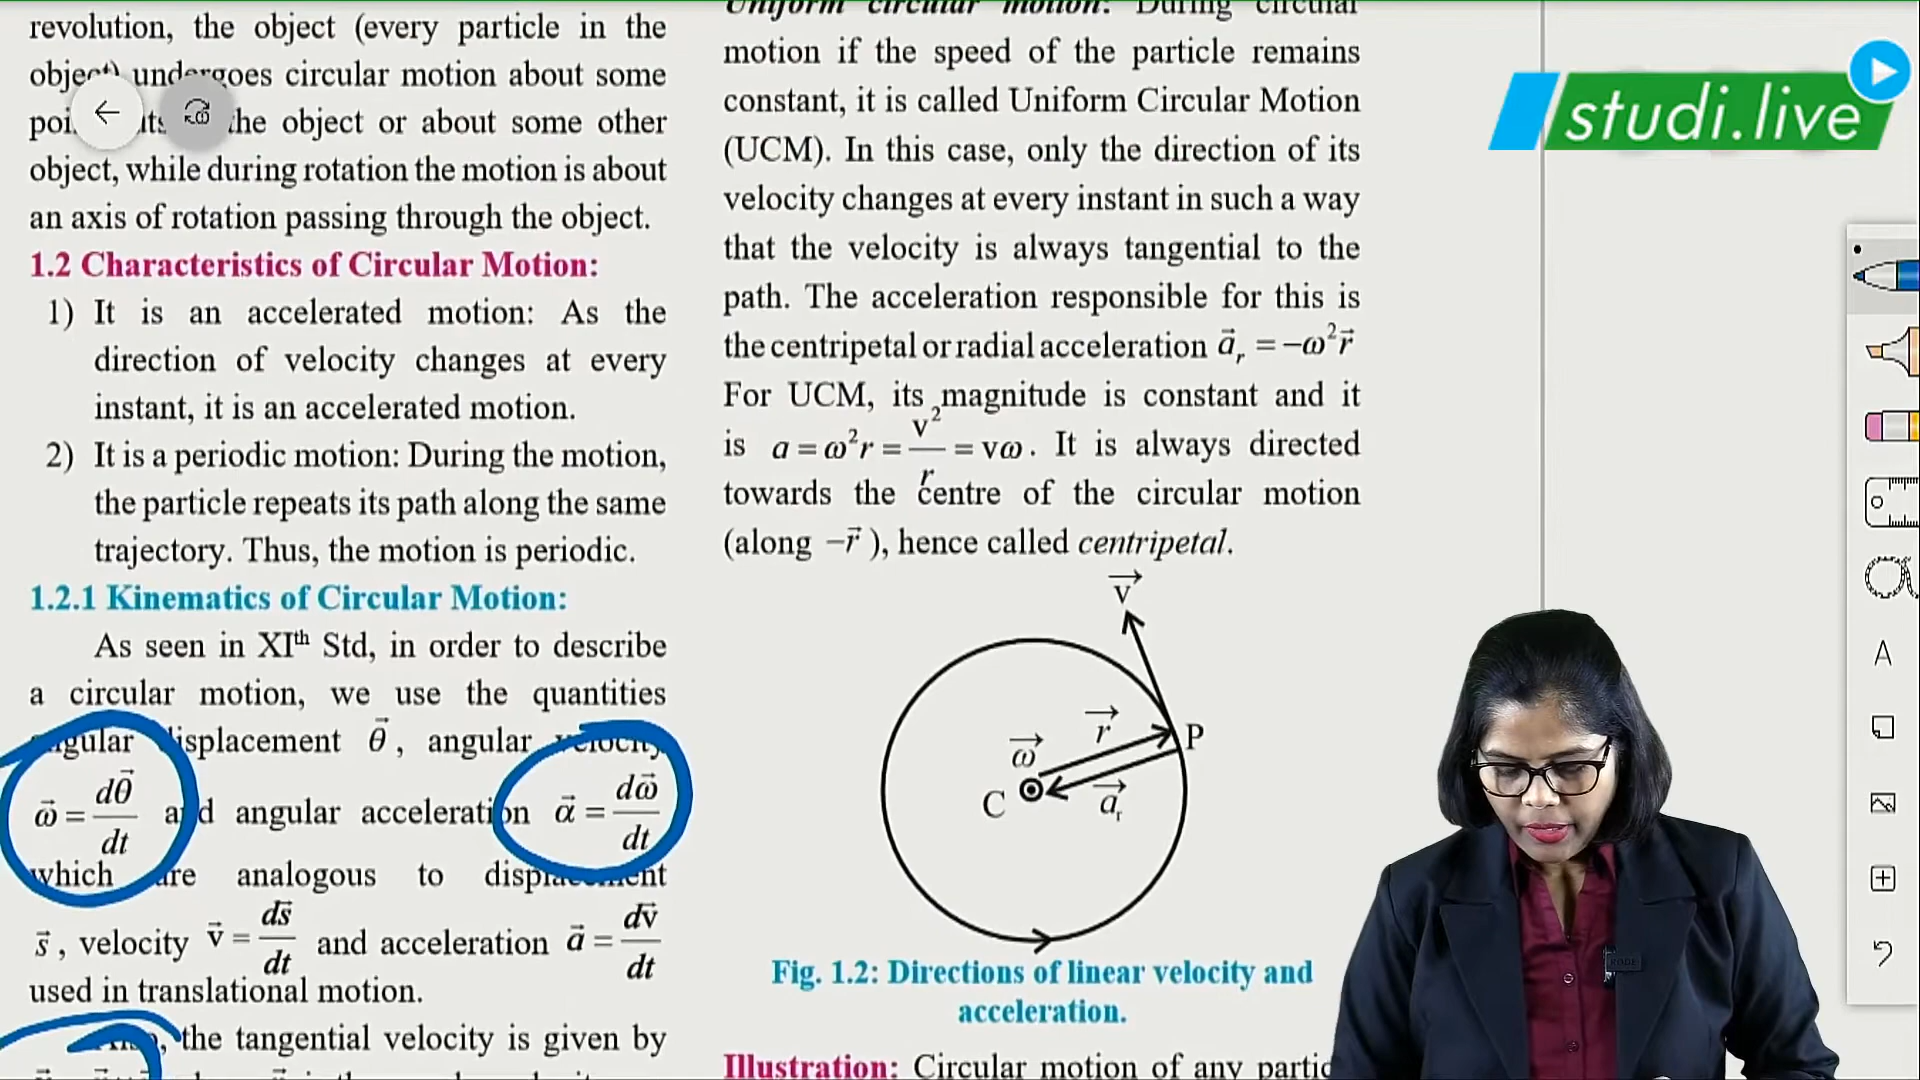 revolution, the object (every particle in the
object) undergoes circular motion about some
the object or about some other
object, while during rotation the motion is about
an axis of rotation passing through the object.
1.2 Characteristics of Circular Motion:
1) It is an accelerated motion: As the
direction of velocity changes at every
instant, it is an accelerated motion.
2) It is a periodic motion: During the motion,
the particle repeats its path along the same
trajectory. Thus, the motion is periodic.
1.2.1 Kinematics of Circular Motion:
As seen in XIth Std, in order to describe
a circular motion, we use the quantities
angular displacement θ⃗ , angular velocity
ω⃗ = dθ⃗/dt and angular acceleration α⃗ = dω⃗/dt
which are analogous to displacement
s⃗ , velocity v⃗ = ds⃗/dt and acceleration a⃗ = dv⃗/dt
used in translational motion.
, the tangential velocity is given by
Uniform circular motion: During circular
motion if the speed of the particle remains
constant, it is called Uniform Circular Motion
(UCM). In this case, only the direction of its
velocity changes at every instant in such a way
that the velocity is always tangential to the
path. The acceleration responsible for this is
the centripetal or radial acceleration a⃗r = −ω²r⃗
For UCM, its magnitude is constant and it
is a = ω²r = v²/r = vω . It is always directed
towards the centre of the circular motion
(along −r⃗ ), hence called centripetal.
v⃗
r⃗
P
ω⃗
C
a⃗r
Fig. 1.2: Directions of linear velocity and
acceleration.
Illustration: Circular motion of any partic
studi.live
A
RODE